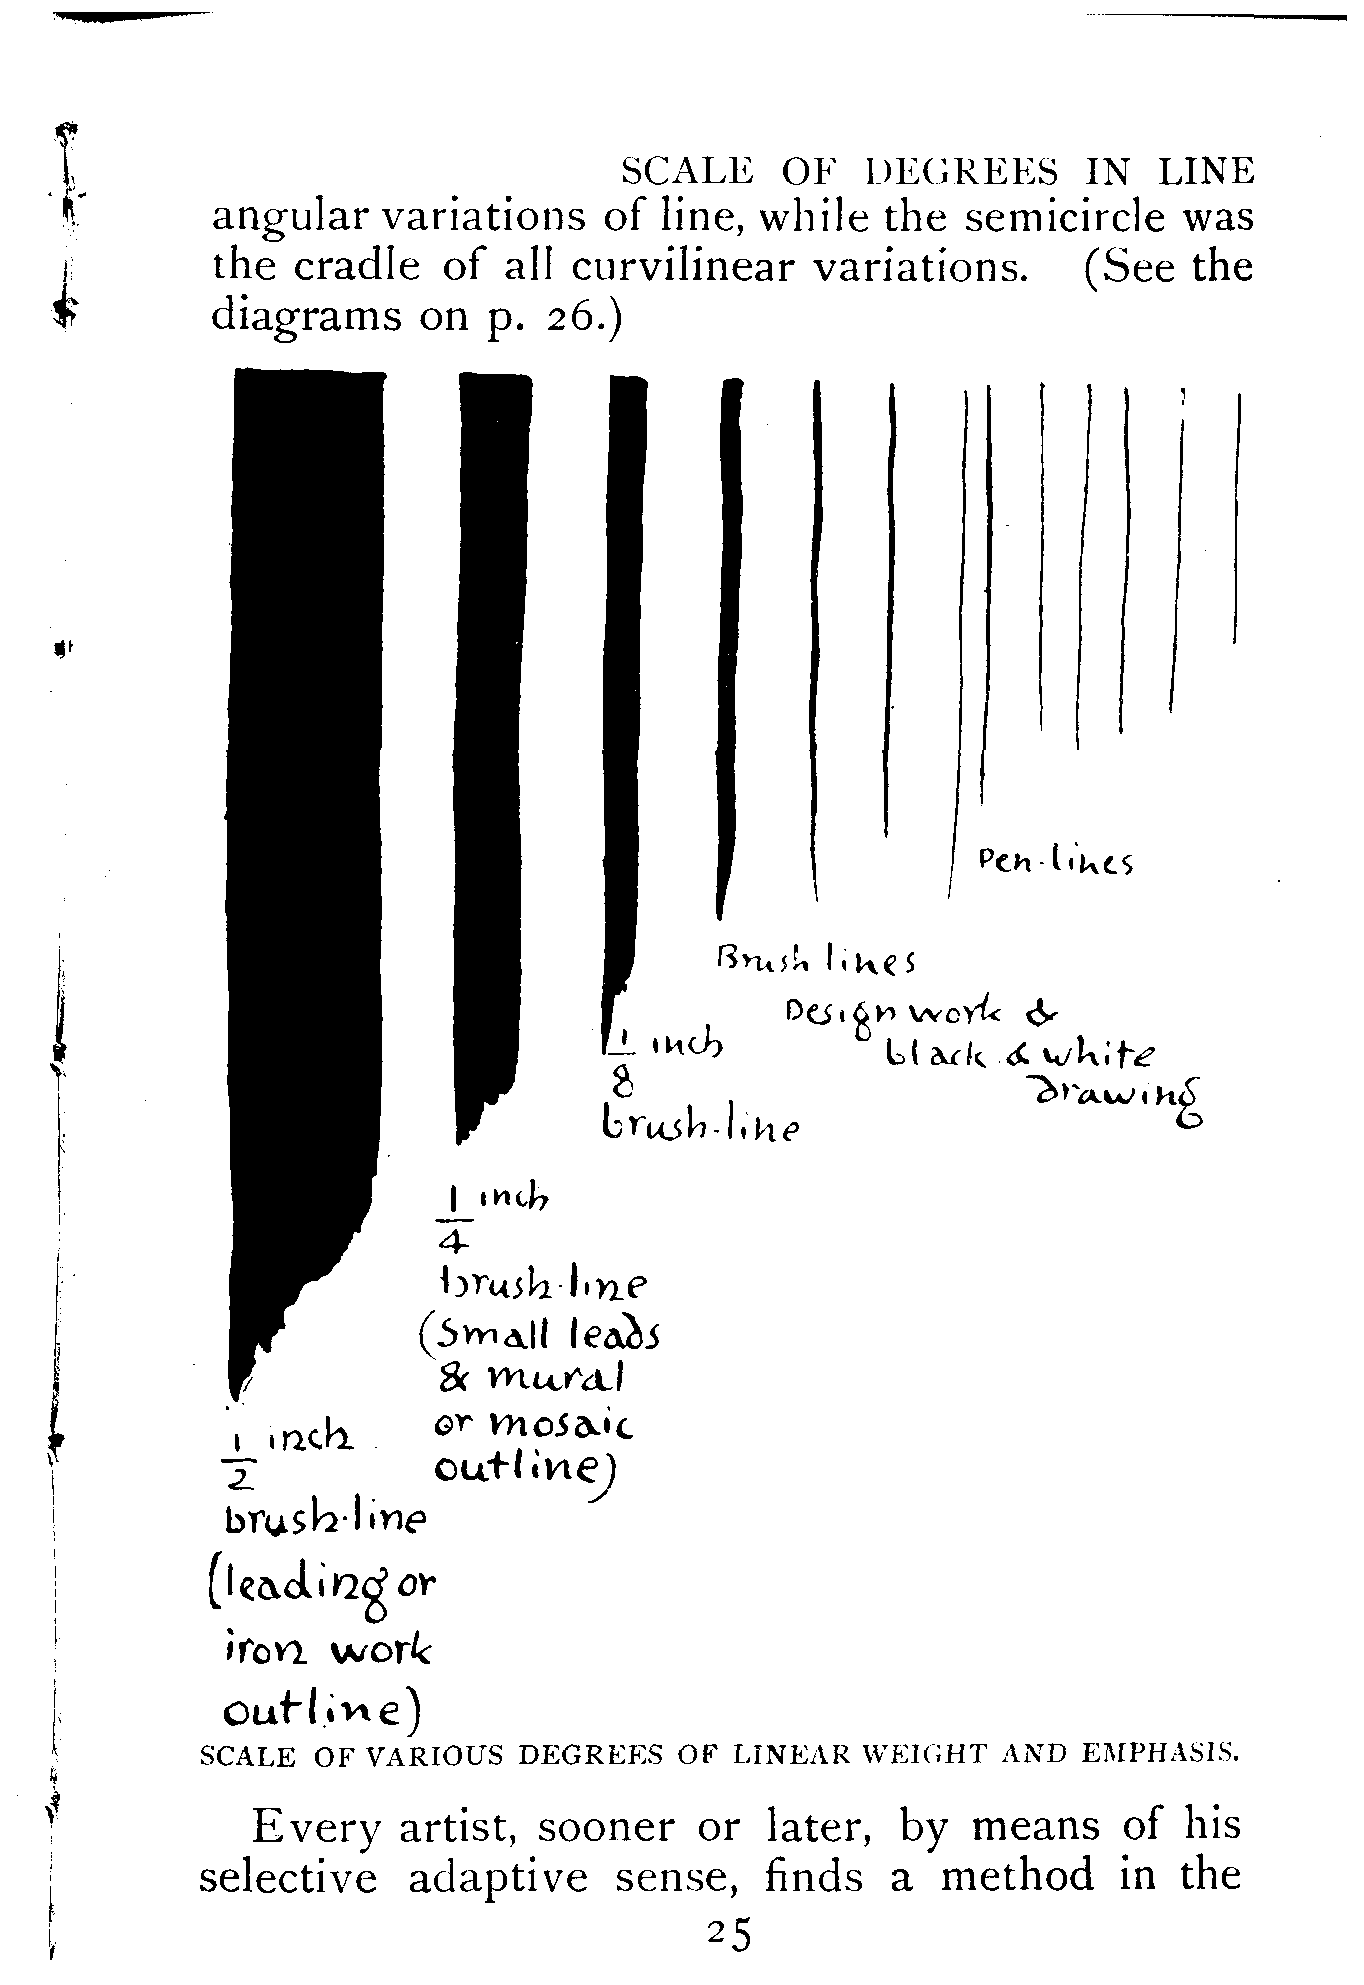 SCALE OF DEGREES IN LINE
angular variations of line, while the semicircle was
the cradle of all curvilinear variations. (See the
diagrams on p. 26.)
Pen-lines
Brush lines
Design work &
black & white
drawing
1/8 inch
brush-line
1/4 inch
brush-line
(Small leads
& mural
or mosaic
outline)
1/2 inch
brush-line
(leading or
iron work
outline)
SCALE OF VARIOUS DEGREES OF LINEAR WEIGHT AND EMPHASIS.
Every artist, sooner or later, by means of his
selective adaptive sense, finds a method in the
25